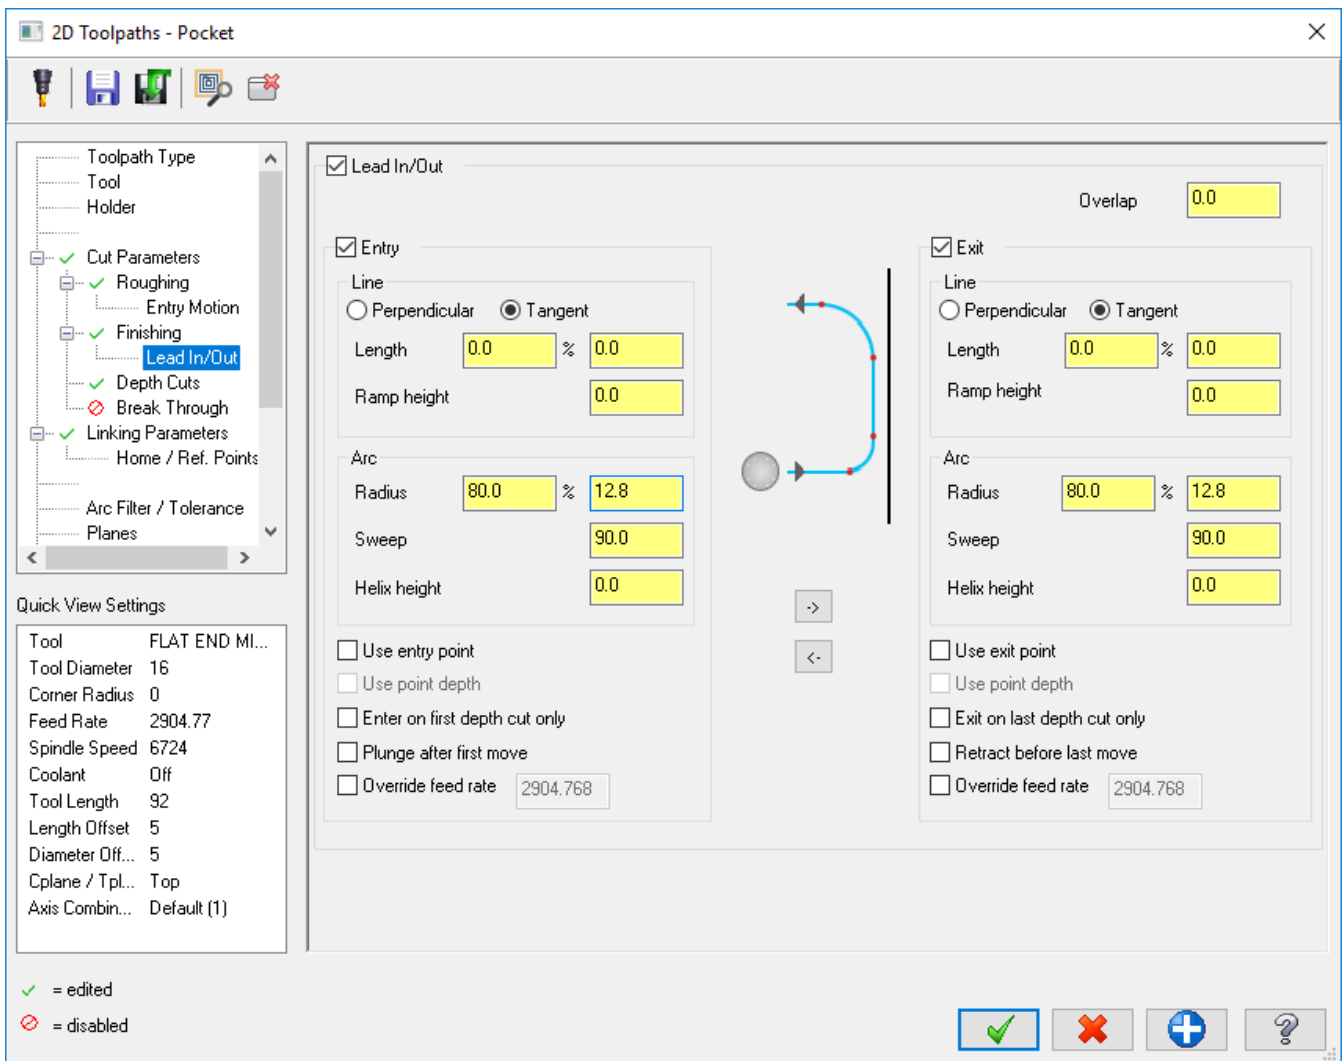 2D Toolpaths - Pocket
Toolpath Type
Tool
Holder
Cut Parameters
Roughing
Entry Motion
Finishing
Lead In/Out
Depth Cuts
Break Through
Linking Parameters
Home / Ref. Points
Arc Filter / Tolerance
Planes
Quick View Settings
Tool FLAT END MI...
Tool Diameter 16
Corner Radius 0
Feed Rate 2904.77
Spindle Speed 6724
Coolant Off
Tool Length 92
Length Offset 5
Diameter Off... 5
Cplane / Tpl... Top
Axis Combin... Default (1)
= edited
= disabled
Lead In/Out
Overlap 0.0
Entry
Line
Perpendicular Tangent
Length 0.0 % 0.0
Ramp height 0.0
Arc
Radius 80.0 % 12.8
Sweep 90.0
Helix height 0.0
Use entry point
Use point depth
Enter on first depth cut only
Plunge after first move
Override feed rate 2904.768
->
<-
Exit
Line
Perpendicular Tangent
Length 0.0 % 0.0
Ramp height 0.0
Arc
Radius 80.0 % 12.8
Sweep 90.0
Helix height 0.0
Use exit point
Use point depth
Exit on last depth cut only
Retract before last move
Override feed rate 2904.768